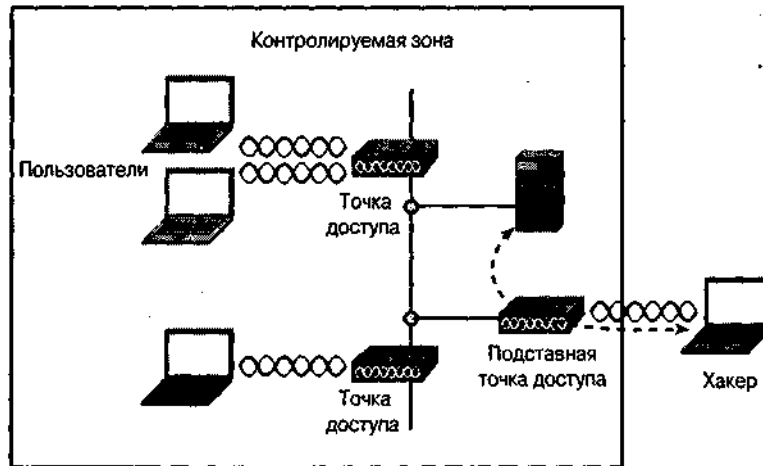 Контролируемая зона
Пользователи
Точка
доступа
Подставная
точка доступа
Хакер
Точка
доступа